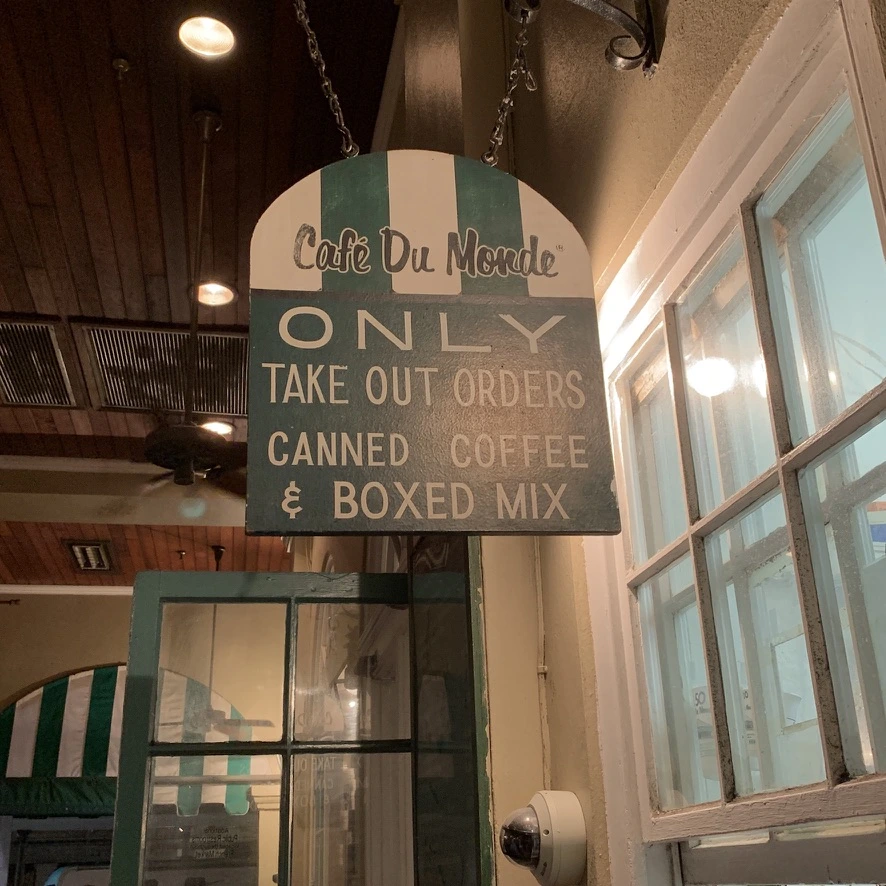 Café Du Monde®
ONLY
TAKE OUT ORDERS
CANNED COFFEE
& BOXED MIX